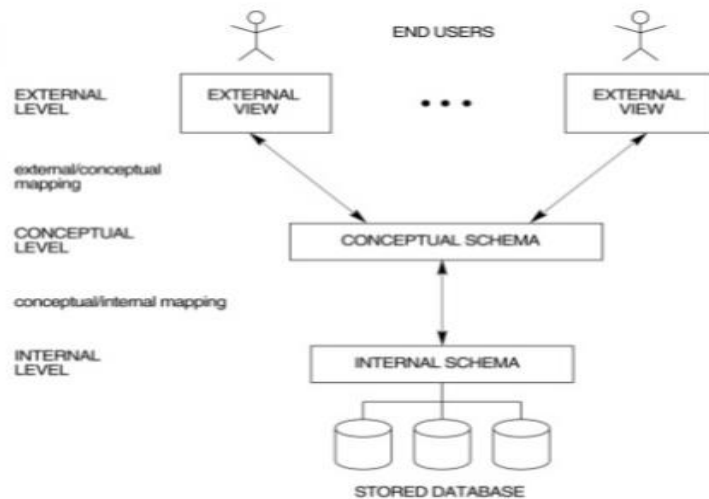 END USERS
EXTERNAL
LEVEL
EXTERNAL
VIEW
EXTERNAL
VIEW
external/conceptual
mapping
CONCEPTUAL
LEVEL
CONCEPTUAL SCHEMA
conceptual/internal mapping
INTERNAL
LEVEL
INTERNAL SCHEMA
STORED DATABASE